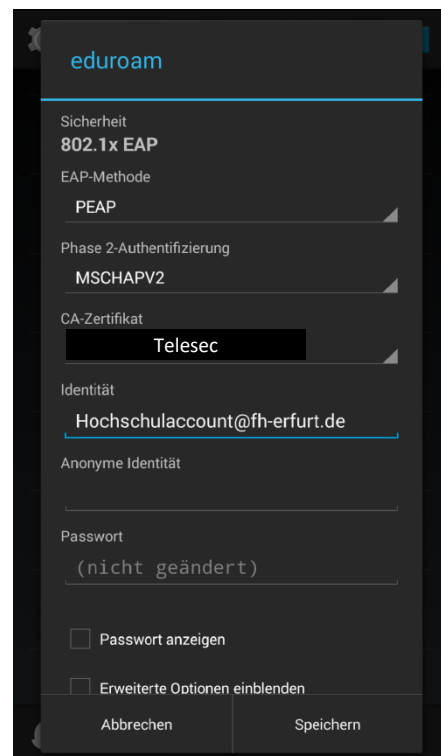 eduroam
Sicherheit
802.1x EAP
EAP-Methode
PEAP
Phase 2-Authentifizierung
MSCHAPV2
CA-Zertifikat
Telesec
Identität
Hochschulaccount@fh-erfurt.de
Anonyme Identität
Passwort
(nicht geändert)
Passwort anzeigen
Erweiterte Optionen einblenden
Abbrechen Speichern